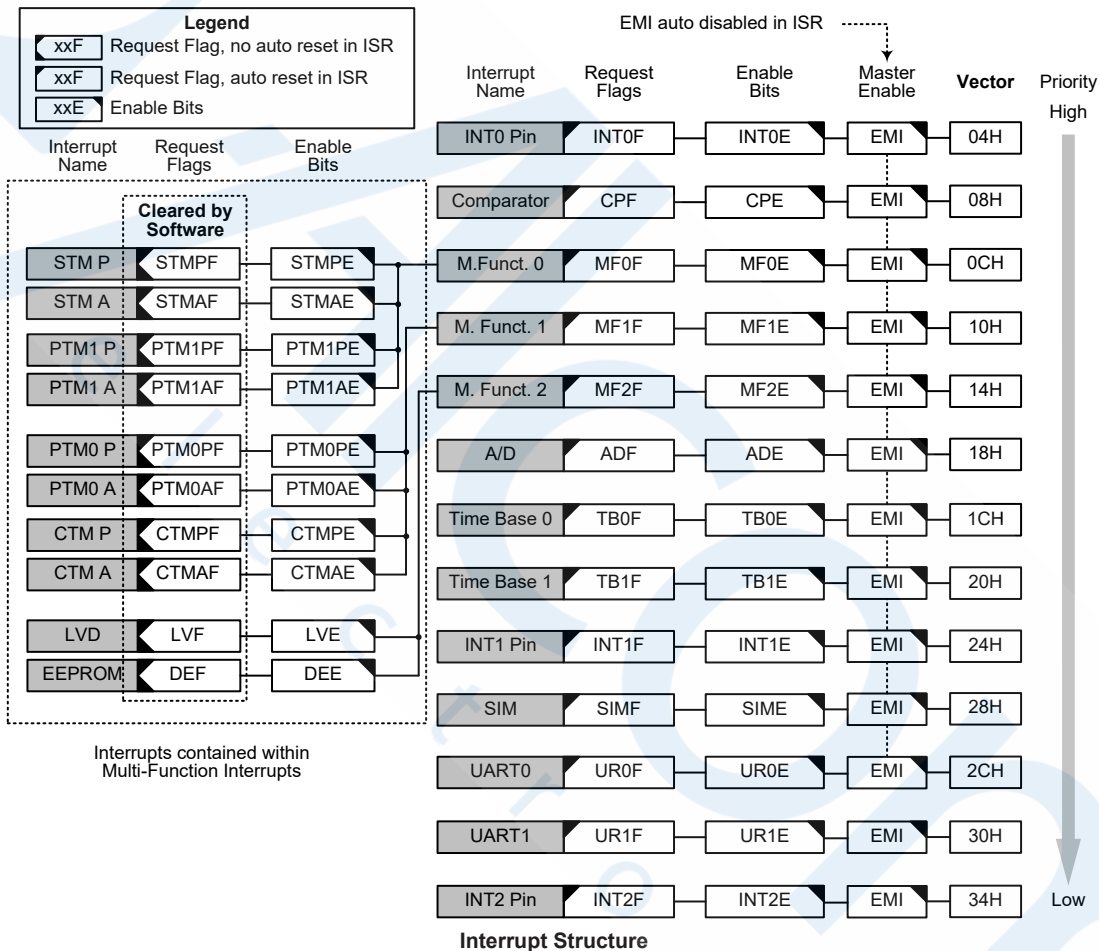 Legend
xxF Request Flag, no auto reset in ISR
xxF Request Flag, auto reset in ISR
xxE Enable Bits
EMI auto disabled in ISR
Interrupt Name Request Flags Enable Bits
Cleared by Software
STM P STMPF STMPE
STM A STMAF STMAE
PTM1 P PTM1PF PTM1PE
PTM1 A PTM1AF PTM1AE
PTM0 P PTM0PF PTM0PE
PTM0 A PTM0AF PTM0AE
CTM P CTMPF CTMPE
CTM A CTMAF CTMAE
LVD LVF LVE
EEPROM DEF DEE
Interrupts contained within
Multi-Function Interrupts
Interrupt Name Request Flags Enable Bits Master Enable Vector Priority
High
INT0 Pin INT0F INT0E EMI 04H
Comparator CPF CPE EMI 08H
M.Funct. 0 MF0F MF0E EMI 0CH
M. Funct. 1 MF1F MF1E EMI 10H
M. Funct. 2 MF2F MF2E EMI 14H
A/D ADF ADE EMI 18H
Time Base 0 TB0F TB0E EMI 1CH
Time Base 1 TB1F TB1E EMI 20H
INT1 Pin INT1F INT1E EMI 24H
SIM SIMF SIME EMI 28H
UART0 UR0F UR0E EMI 2CH
UART1 UR1F UR1E EMI 30H
INT2 Pin INT2F INT2E EMI 34H Low
Interrupt Structure